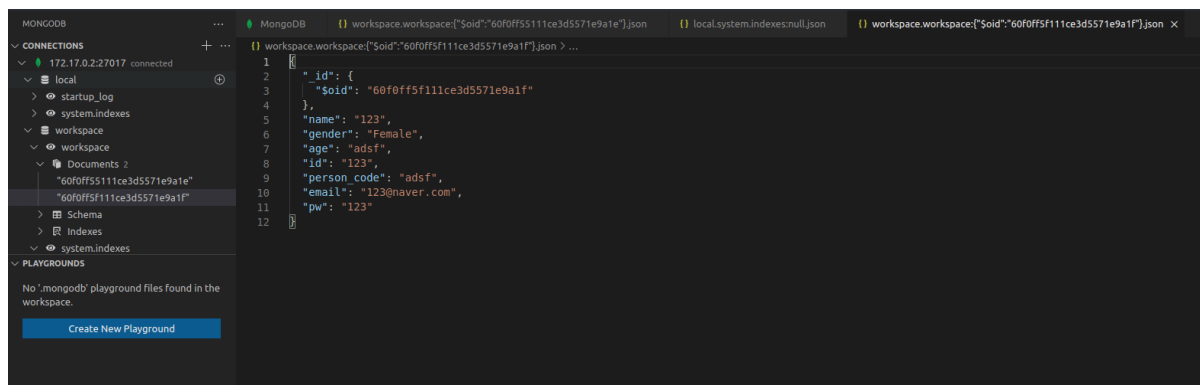 MONGODB ...
CONNECTIONS + ...
172.17.0.2:27017 connected
local
startup_log
system.indexes
workspace
workspace
Documents 2
"60f0ff55111ce3d5571e9a1e"
"60f0ff5f111ce3d5571e9a1f"
Schema
Indexes
system.indexes
PLAYGROUNDS
No '.mongodb' playground files found in the
workspace.
Create New Playground
MongoDB {} workspace.workspace:{"$oid":"60f0ff55111ce3d5571e9a1e"}.json {} local.system.indexes:null.json {} workspace.workspace:{"$oid":"60f0ff5f111ce3d5571e9a1f"}.json ×
{} workspace.workspace:{"$oid":"60f0ff5f111ce3d5571e9a1f"}.json > ...
1 {
2 "_id": {
3 "$oid": "60f0ff5f111ce3d5571e9a1f"
4 },
5 "name": "123",
6 "gender": "Female",
7 "age": "adsf",
8 "id": "123",
9 "person_code": "adsf",
10 "email": "123@naver.com",
11 "pw": "123"
12 }